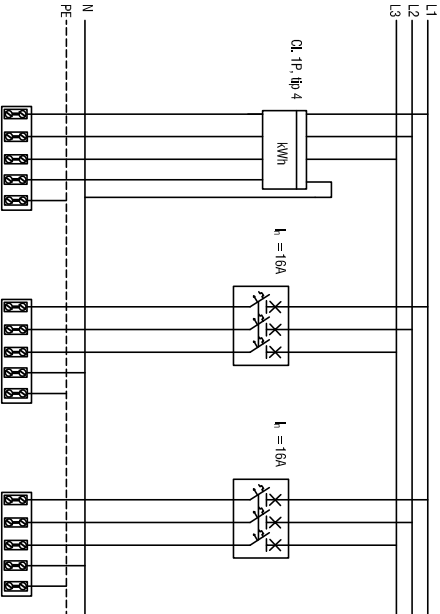 L1
L2
L3
Cl. 1P, tip 4
kWh
In = 16A
In = 16A
N
PE